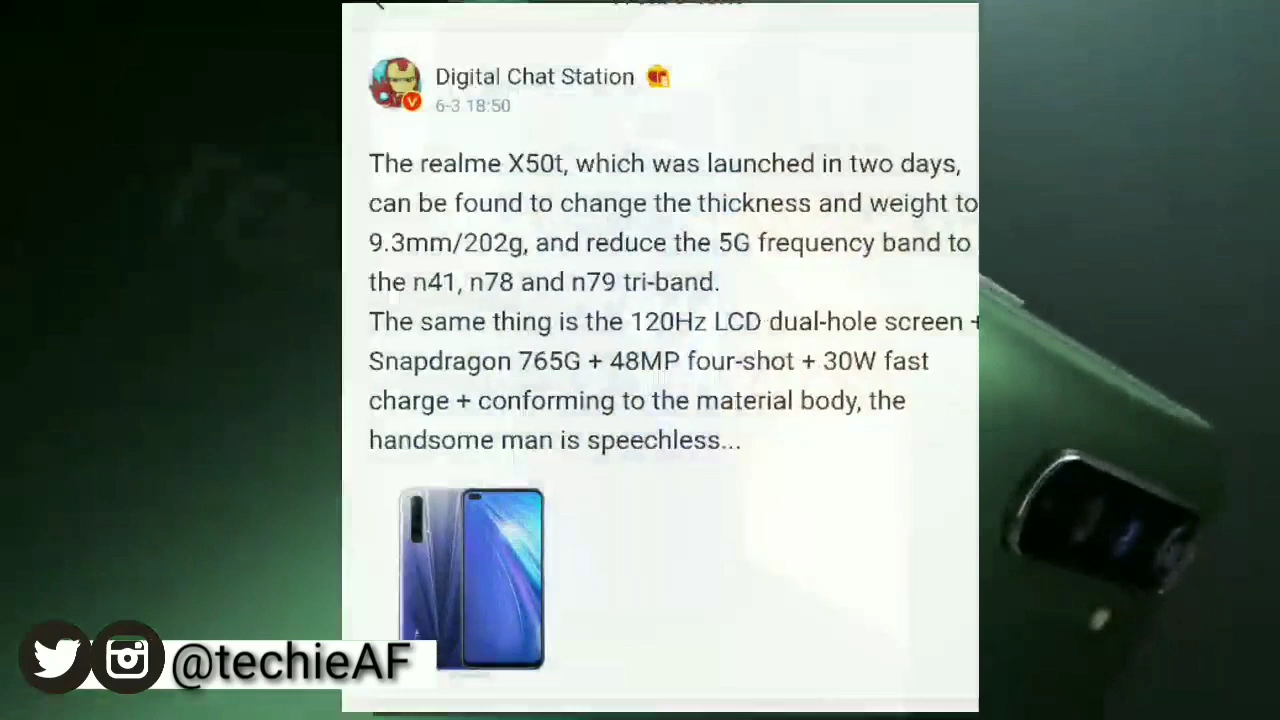 Digital Chat Station
6-3 18:50
The realme X50t, which was launched in two days,
can be found to change the thickness and weight to
9.3mm/202g, and reduce the 5G frequency band to
the n41, n78 and n79 tri-band.
The same thing is the 120Hz LCD dual-hole screen +
Snapdragon 765G + 48MP four-shot + 30W fast
charge + conforming to the material body, the
handsome man is speechless...
@techieAF